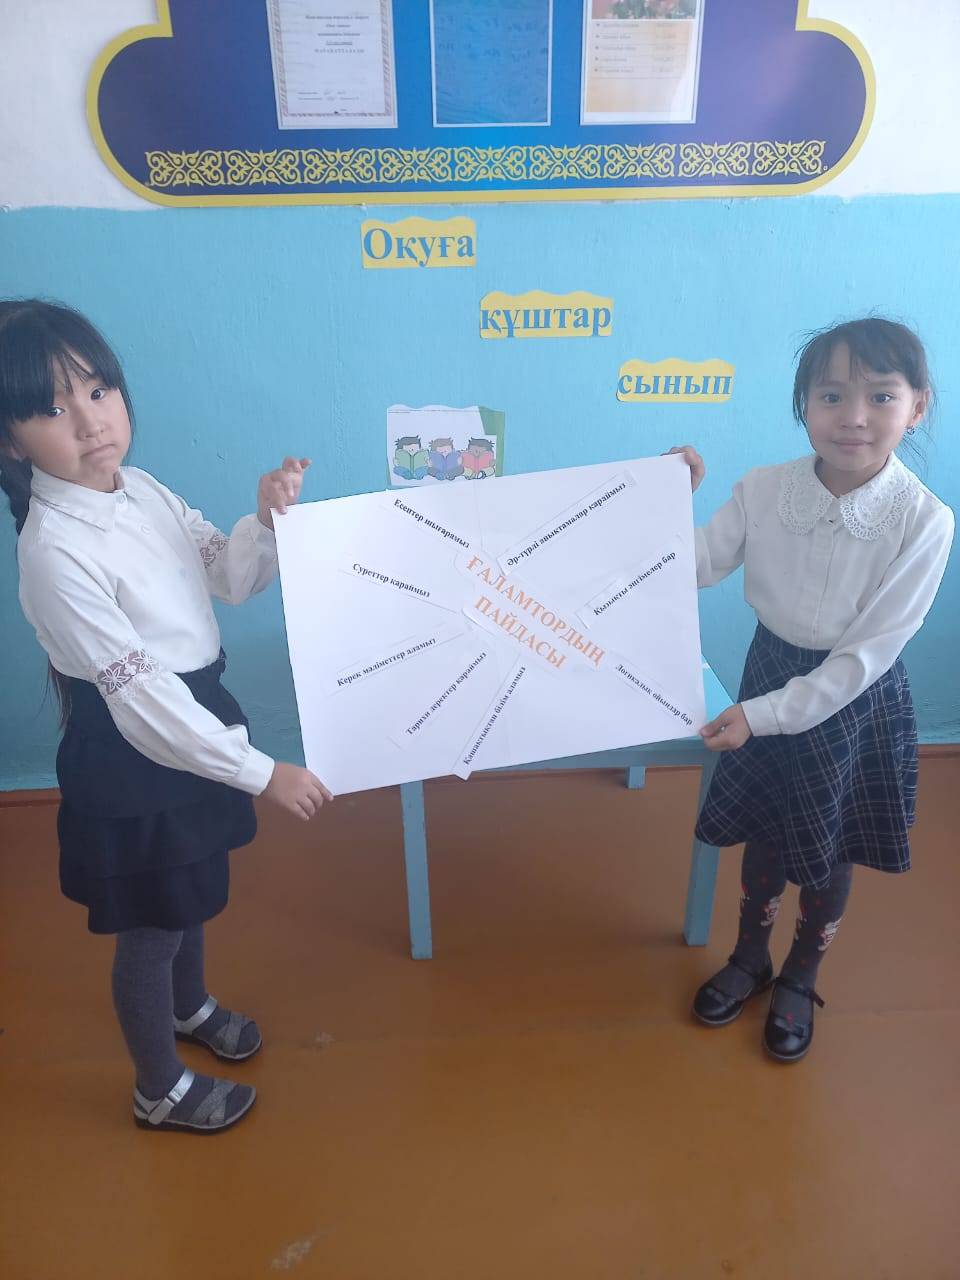 Оқуға
құштар
сынып
Есептер шығарамыз
Әр-түрлі анықтамалар қараймыз
Суреттер қараймыз
Қызықты әңгімелер бар
ҒАЛАМТОРДЫҢ
ПАЙДАСЫ
Керек мәліметтер аламыз
Тарихи деректер қараймыз
Қашықтықтан білім аламыз
Логикалық ойындар бар